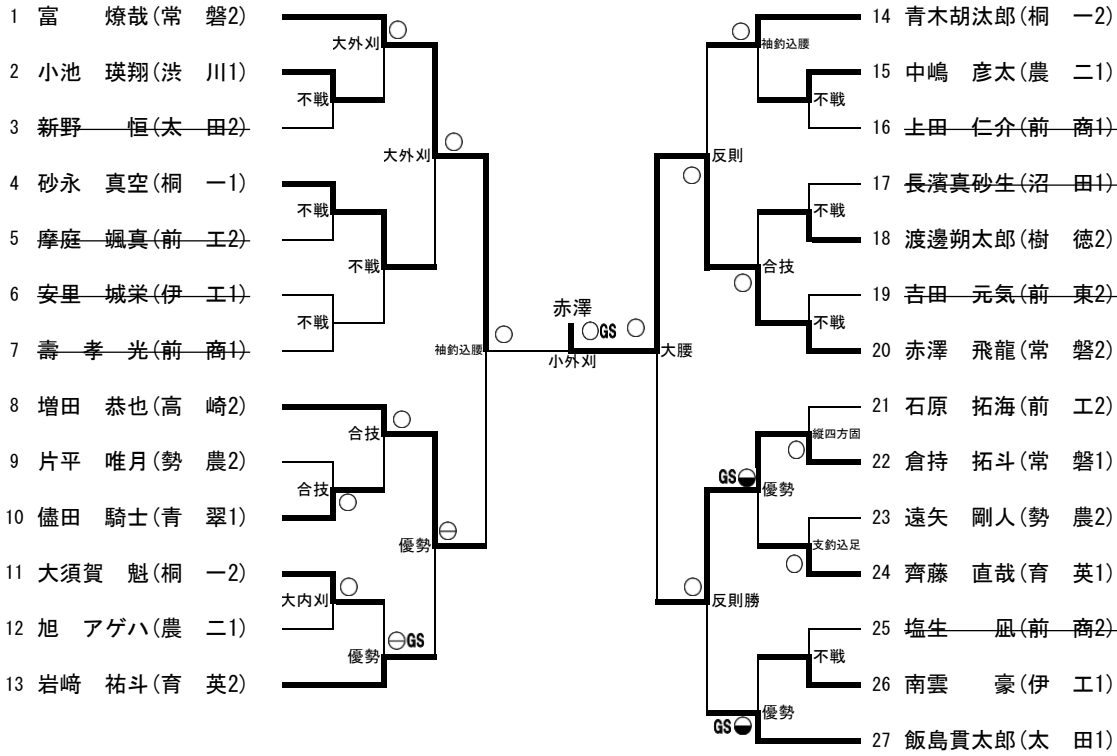 1 富　燎哉(常 磐2)
2 小池 瑛翔(渋 川1)
3 新野　恒(太 田2)
4 砂永 真空(桐 一1)
5 摩庭 颯真(前 工2)
6 安里 城栄(伊 工1)
7 壽 孝 光(前 商1)
8 増田 恭也(高 崎2)
9 片平 唯月(勢 農2)
10 儘田 騎士(青 翠1)
11 大須賀 魁(桐 一2)
12 旭 アゲハ(農 二1)
13 岩﨑 祐斗(育 英2)
大外刈
不戦
不戦
不戦
不戦
大外刈
合技
合技
大内刈
優勢
GS
優勢
袖釣込腰
赤澤
GS
小外刈
大腰
反則
反則勝
袖釣込腰
不戦
不戦
合技
不戦
縦四方固
GS
優勢
支釣込足
不戦
GS
優勢
14 青木胡汰郎(桐 一2)
15 中嶋 彦太(農 二1)
16 上田 仁介(前 商1)
17 長濱真砂生(沼 田1)
18 渡邊朔太郎(樹 徳2)
19 吉田 元気(前 東2)
20 赤澤 飛龍(常 磐2)
21 石原 拓海(前 工2)
22 倉持 拓斗(常 磐1)
23 遠矢 剛人(勢 農2)
24 齊藤 直哉(育 英1)
25 塩生　凪(前 商2)
26 南雲　豪(伊 工1)
27 飯島貫太郎(太 田1)